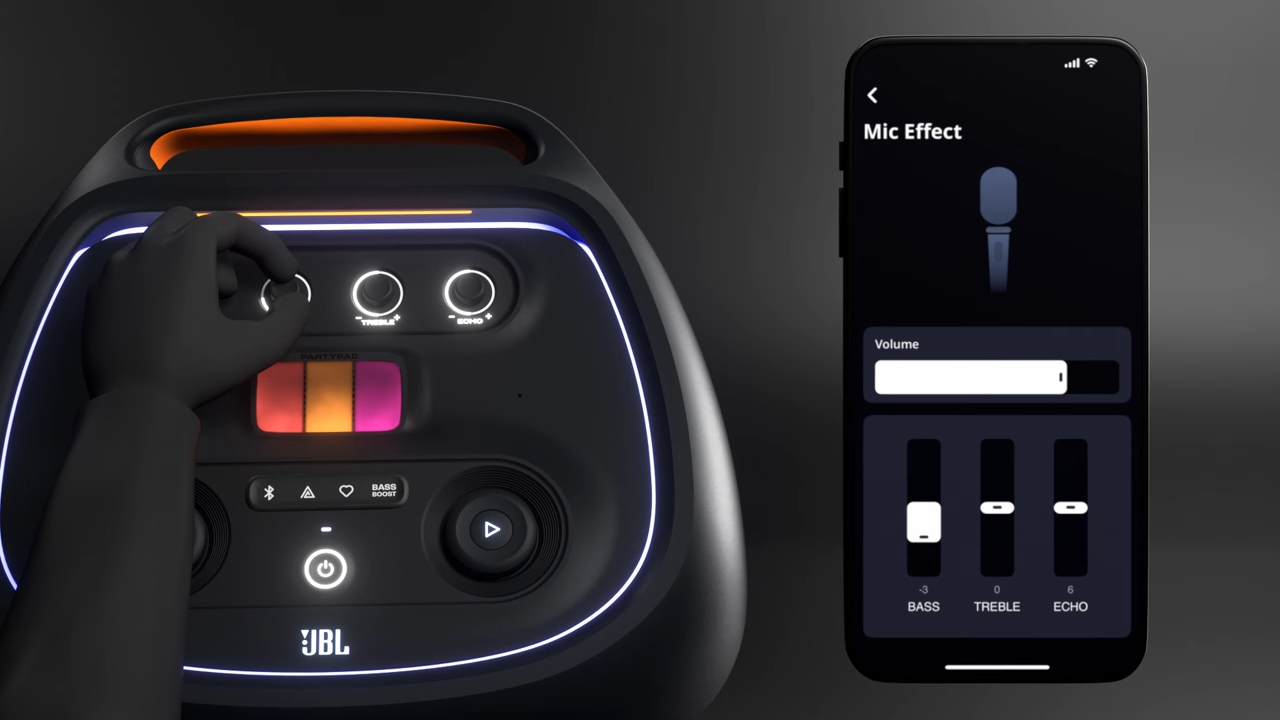 - TREBLE +
- ECHO +
PARTYPAD
BASS
BOOST
JBL
Mic Effect
Volume
-3
0
6
BASS
TREBLE
ECHO